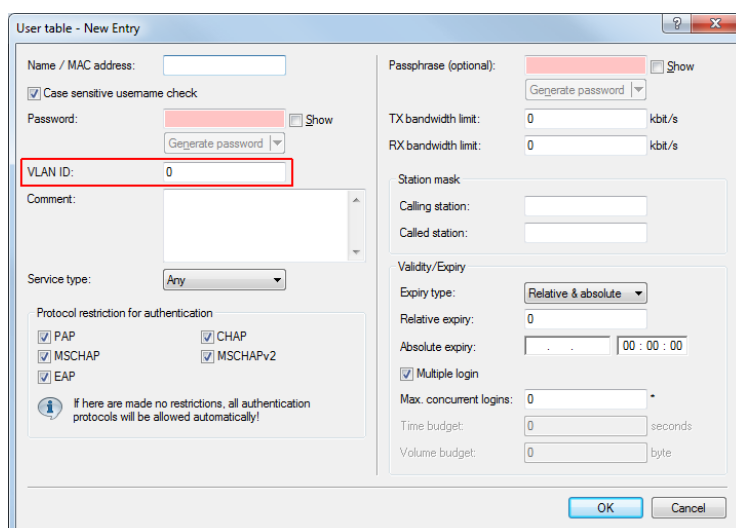 User table - New Entry
Name / MAC address:
Case sensitive username check
Password:
Show
Generate password
VLAN ID:
0
Comment:
Service type:
Any
Protocol restriction for authentication
PAP
CHAP
MSCHAP
MSCHAPv2
EAP
If here are made no restrictions, all authentication
protocols will be allowed automatically!
Passphrase (optional):
Show
Generate password
TX bandwidth limit:
0
kbit/s
RX bandwidth limit:
0
kbit/s
Station mask
Calling station:
Called station:
Validity/Expiry
Expiry type:
Relative & absolute
Relative expiry:
0
Absolute expiry:
. .
00 : 00 : 00
Multiple login
Max. concurrent logins:
0
Time budget:
0
seconds
Volume budget:
0
byte
OK
Cancel